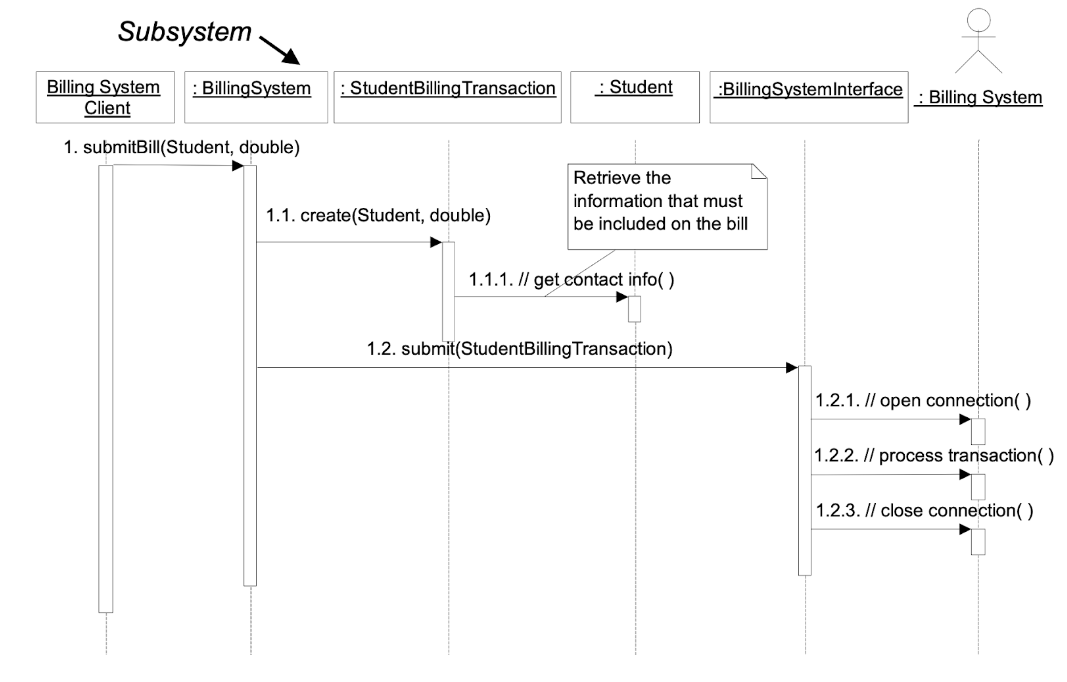 Subsystem
Billing System
Client
: BillingSystem
: StudentBillingTransaction
: Student
:BillingSystemInterface
: Billing System
1. submitBill(Student, double)
Retrieve the
information that must
be included on the bill
1.1. create(Student, double)
1.1.1. // get contact info( )
1.2. submit(StudentBillingTransaction)
1.2.1. // open connection( )
1.2.2. // process transaction( )
1.2.3. // close connection( )